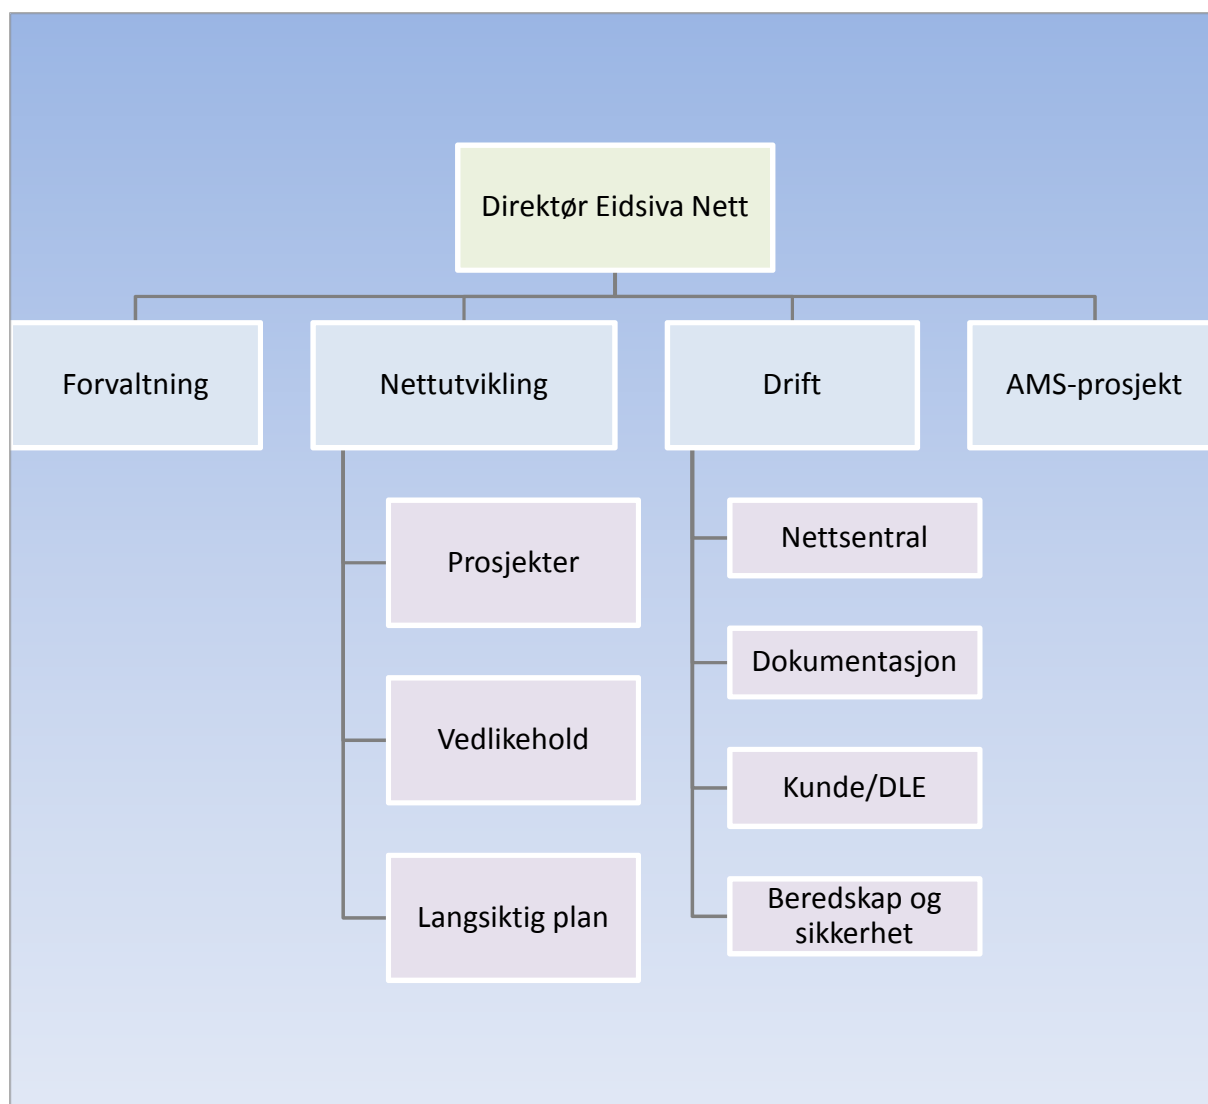 Direktør Eidsiva Nett
Forvaltning
Nettutvikling
Drift
AMS-prosjekt
Prosjekter
Vedlikehold
Langsiktig plan
Nettsentral
Dokumentasjon
Kunde/DLE
Beredskap og
sikkerhet